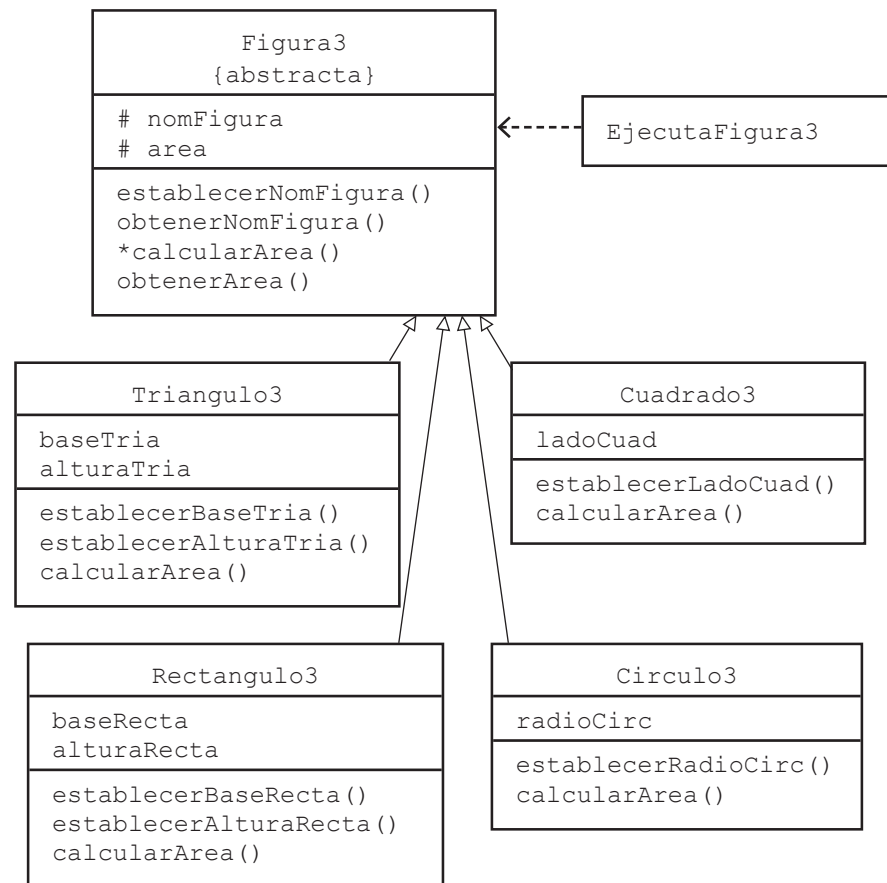 Figura3
{abstracta}
# nomFigura
# area
establecerNomFigura()
obtenerNomFigura()
*calcularArea()
obtenerArea()
EjecutaFigura3
Triangulo3
baseTria
alturaTria
establecerBaseTria()
establecerAlturaTria()
calcularArea()
Cuadrado3
ladoCuad
establecerLadoCuad()
calcularArea()
Rectangulo3
baseRecta
alturaRecta
establecerBaseRecta()
establecerAlturaRecta()
calcularArea()
Circulo3
radioCirc
establecerRadioCirc()
calcularArea()